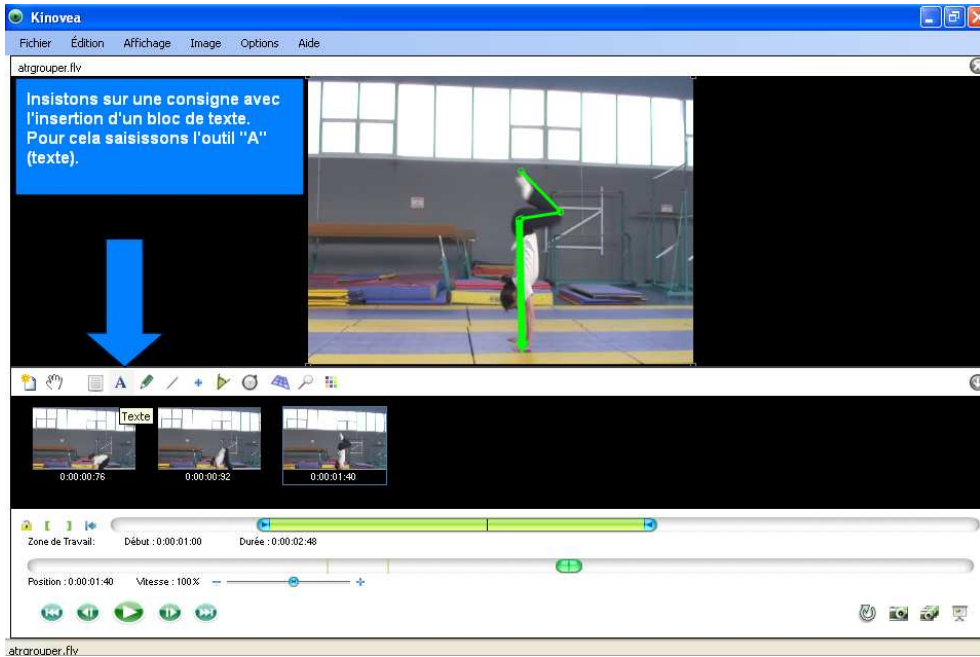 Kinovea
Fichier Édition Affichage Image Options Aide
atrgrouper.flv
Insistons sur une consigne avec
l'insertion d'un bloc de texte.
Pour cela saisissons l'outil "A"
(texte).
A
Texte
0:00:00:76 0:00:00:92 0:00:01:40
Zone de Travail: Début : 0:00:01:00 Durée : 0:00:02:48
Position : 0:00:01:40 Vitesse : 100%
atrgrouper.flv